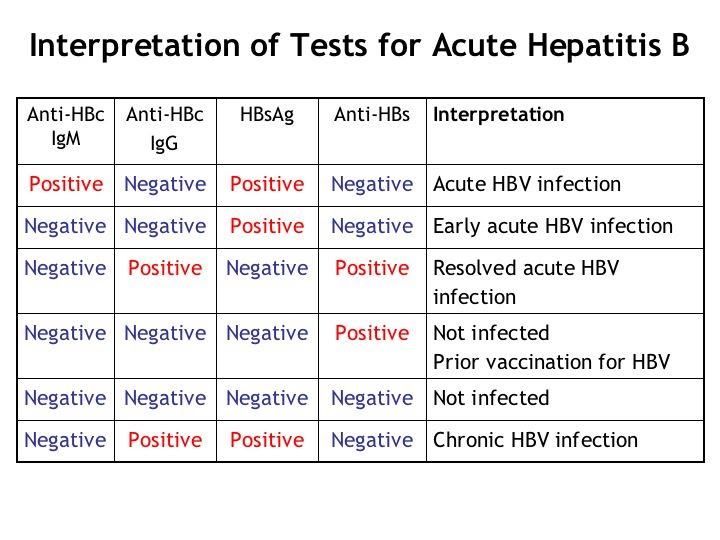 Interpretation of Tests for Acute Hepatitis B
Anti-HBc IgM Anti-HBc IgG HBsAg Anti-HBs Interpretation
Positive Negative Positive Negative Acute HBV infection
Negative Negative Positive Negative Early acute HBV infection
Negative Positive Negative Positive Resolved acute HBV
infection
Negative Negative Negative Positive Not infected
Prior vaccination for HBV
Negative Negative Negative Negative Not infected
Negative Positive Positive Negative Chronic HBV infection